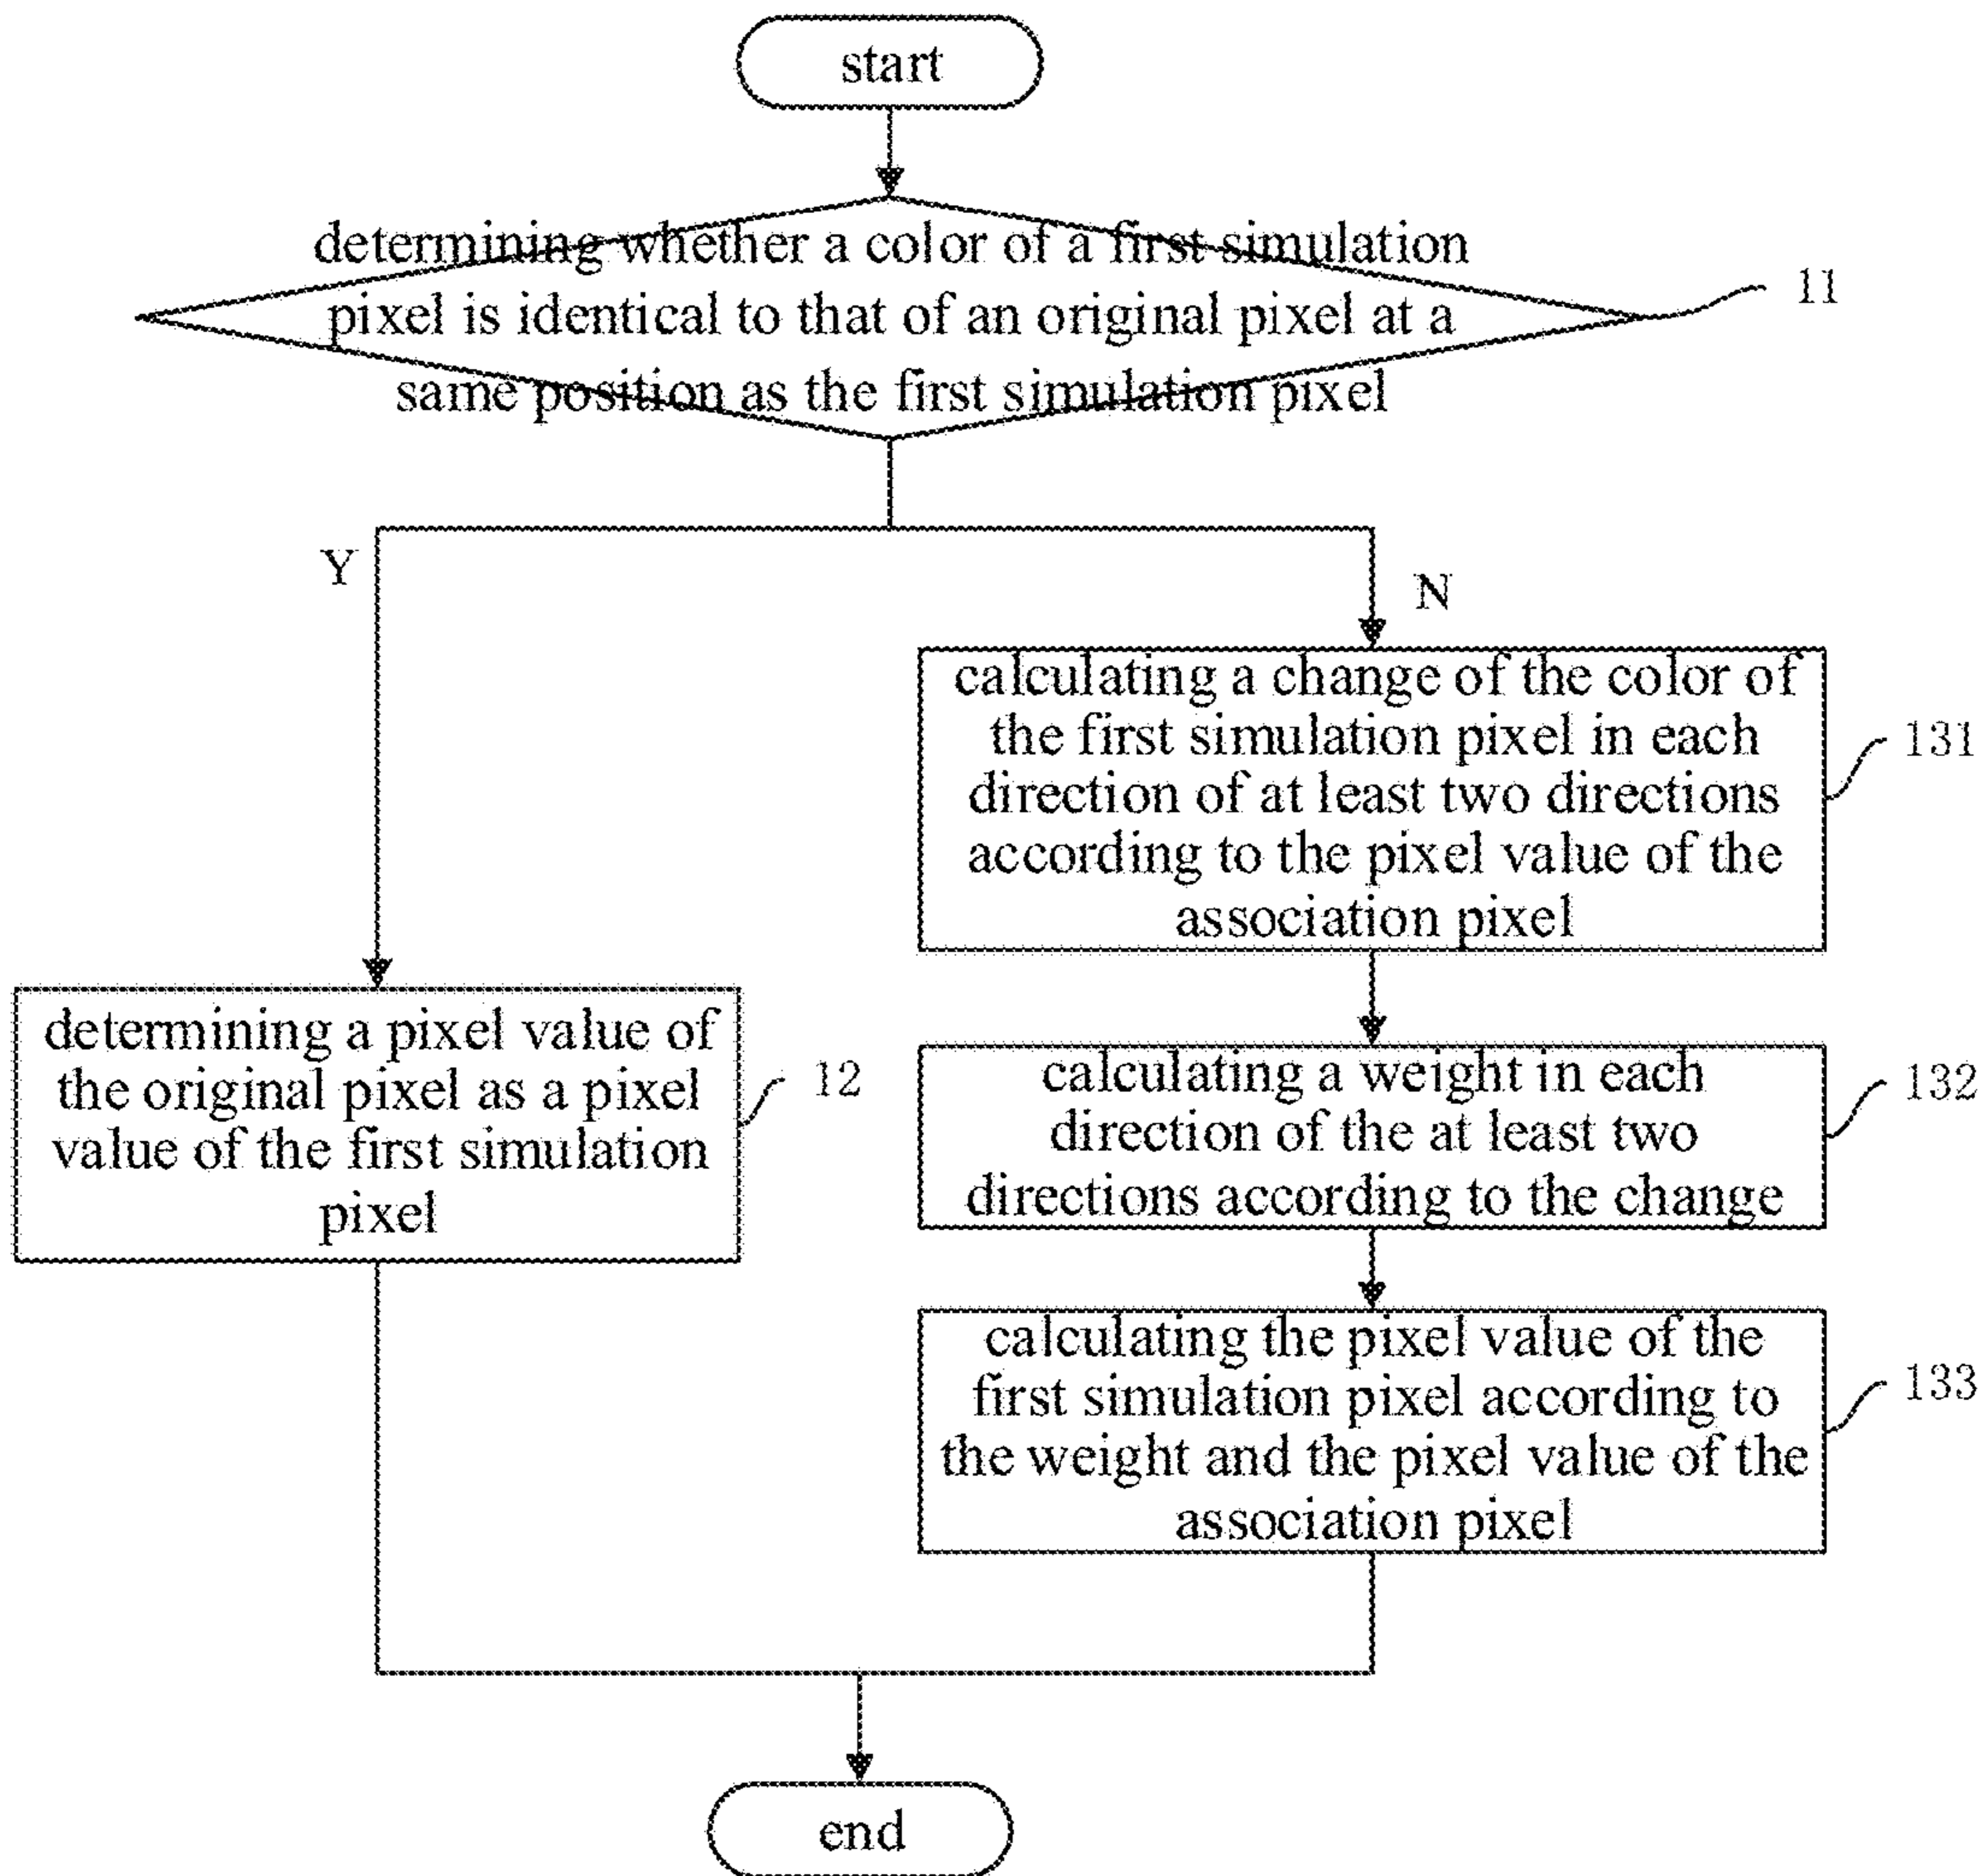 start
determining whether a color of a first simulation
pixel is identical to that of an original pixel at a
same position as the first simulation pixel
11
Y
N
calculating a change of the color of
the first simulation pixel in each
direction of at least two directions
according to the pixel value of the
association pixel
131
determining a pixel value of
the original pixel as a pixel
value of the first simulation
pixel
12
calculating a weight in each
direction of the at least two
directions according to the change
132
calculating the pixel value of the
first simulation pixel according to
the weight and the pixel value of the
association pixel
133
end